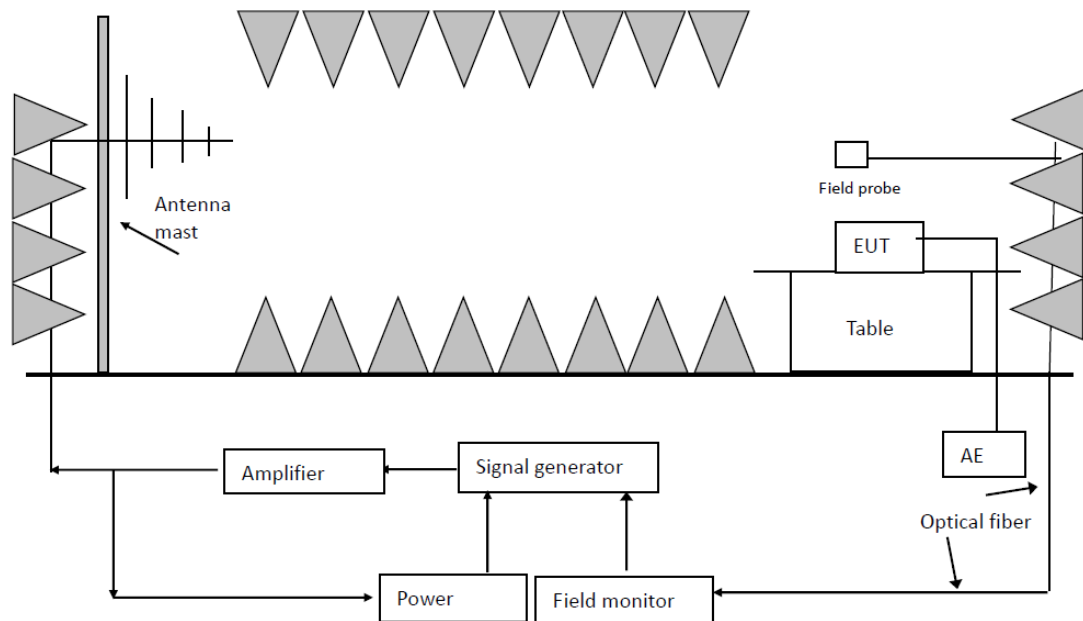 Antenna
mast
Field probe
EUT
Table
Amplifier
Signal generator
AE
Optical fiber
Power
Field monitor